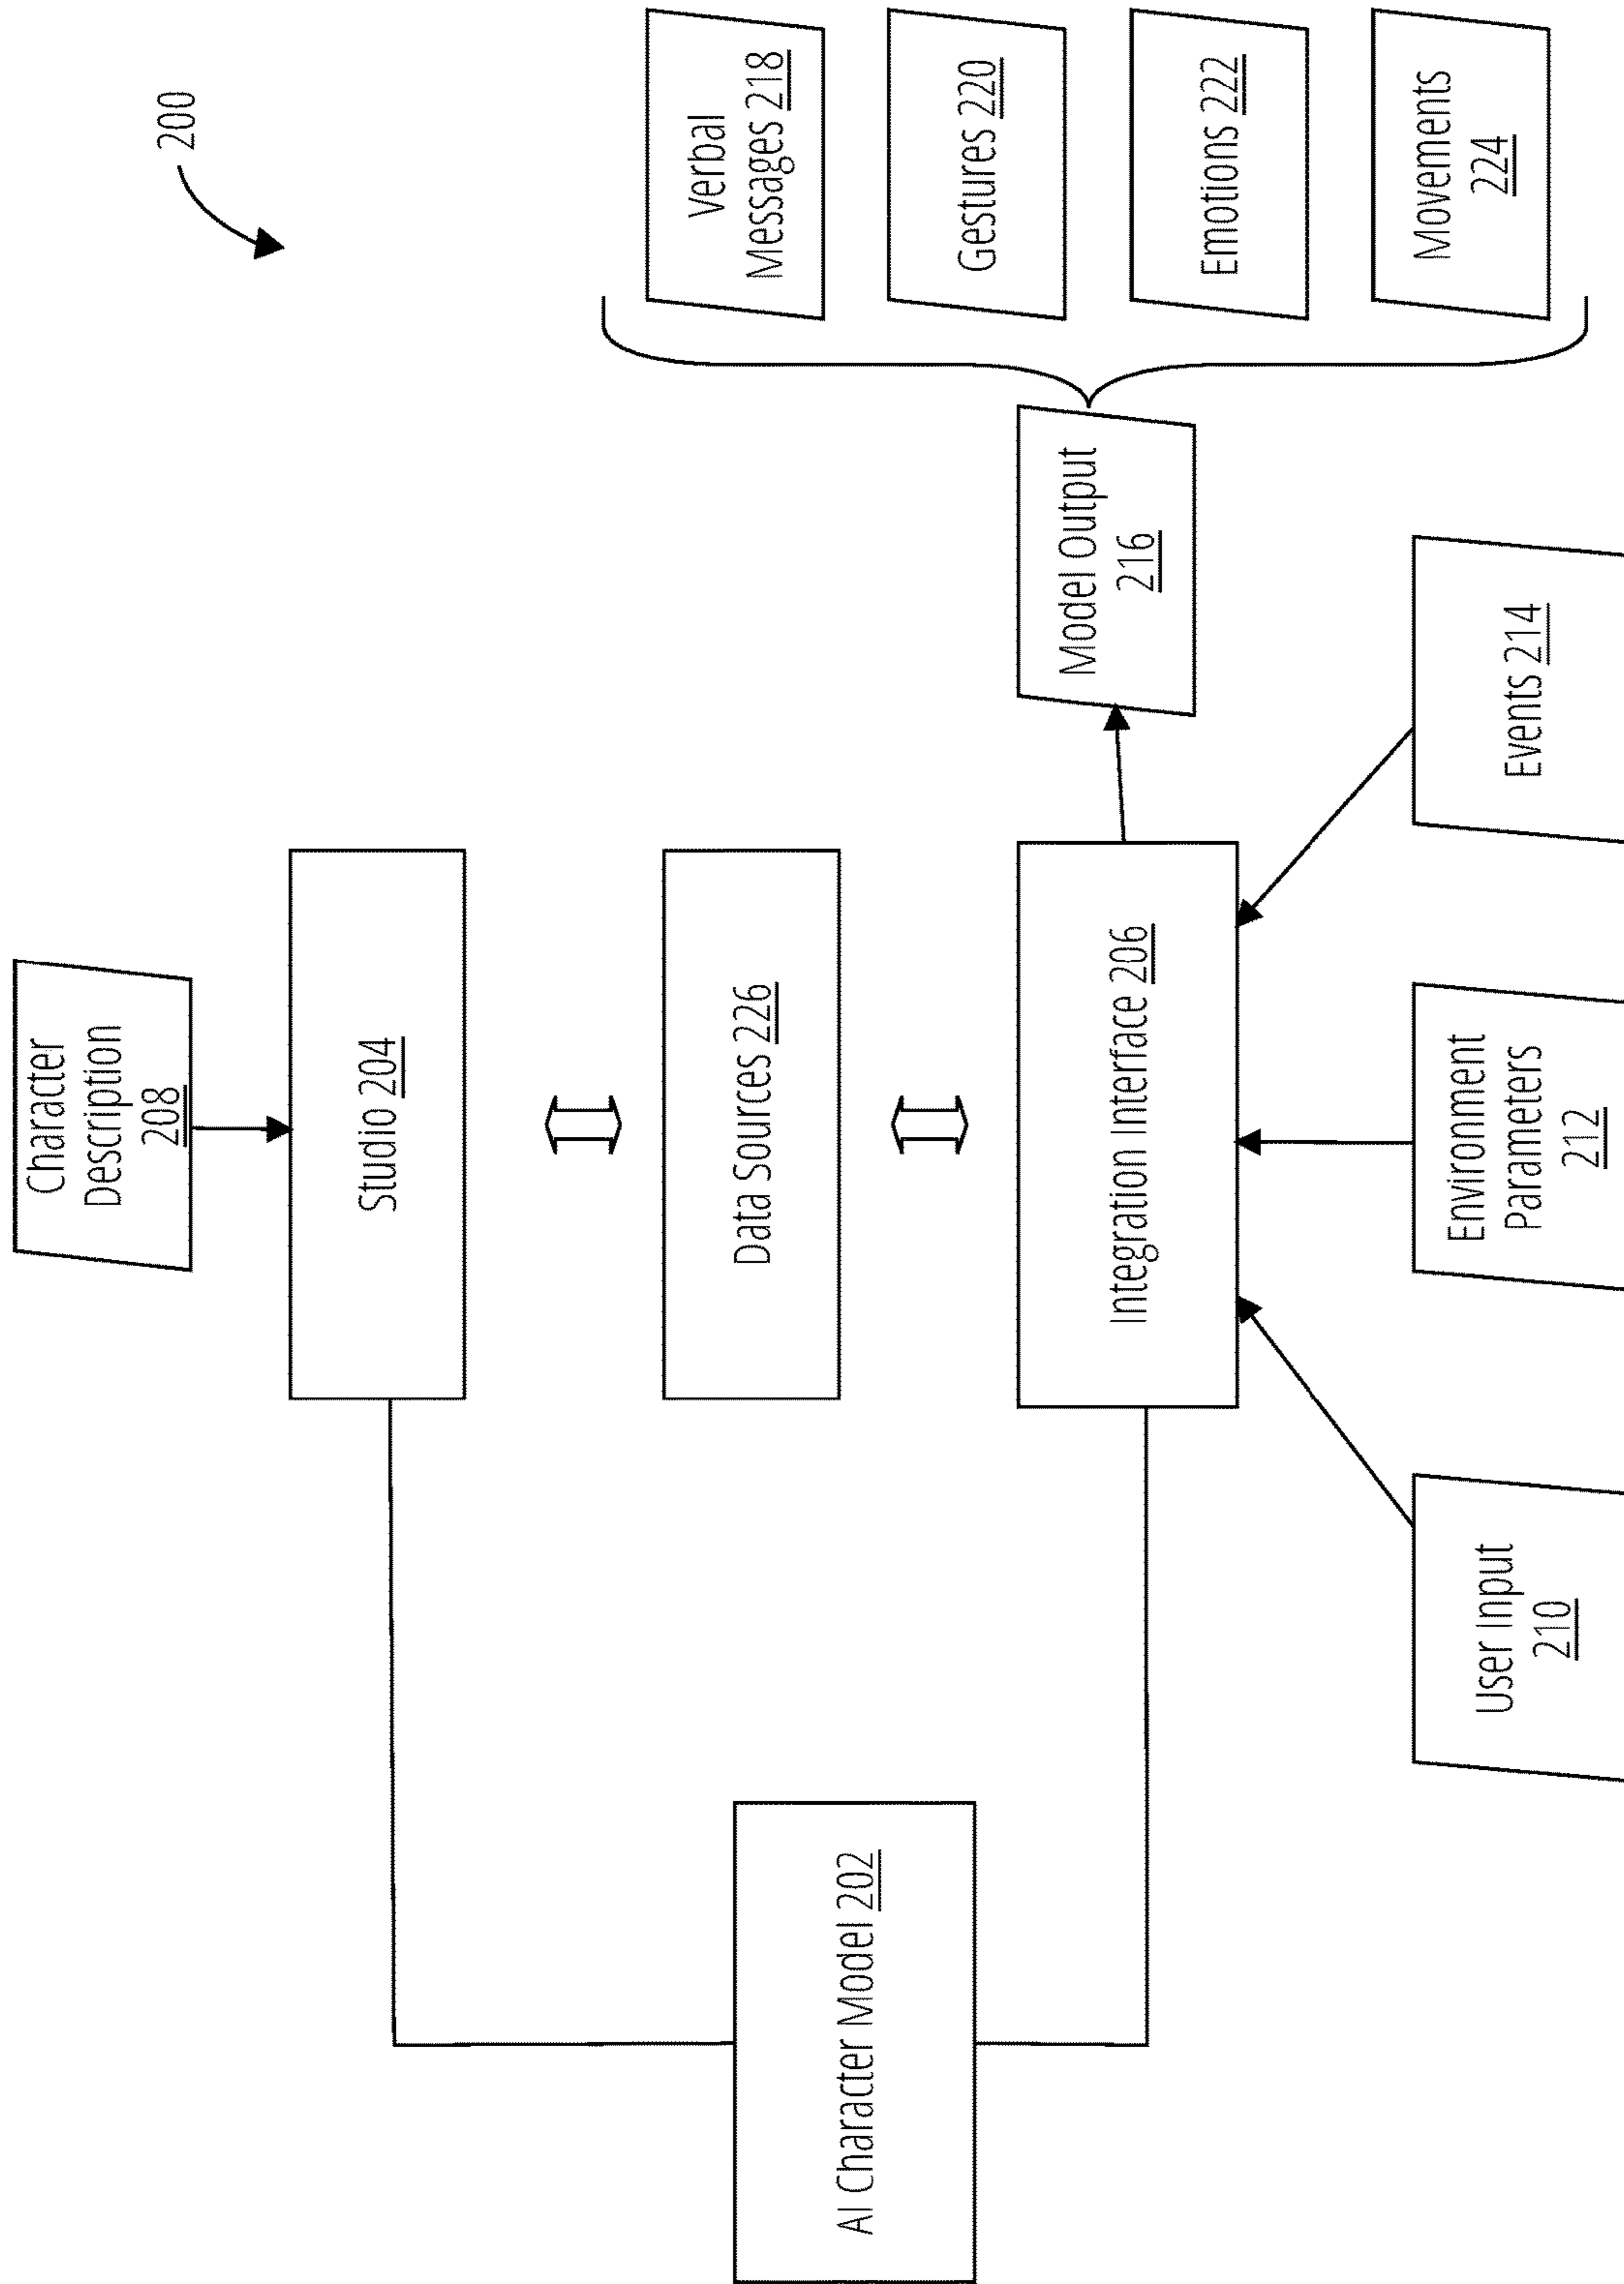 200
Character
Description
208
Studio 204
Data Sources 226
AI Character Model 202
Integration Interface 206
User Input
210
Environment
Parameters
212
Events 214
Model Output
216
Verbal
Messages 218
Gestures 220
Emotions 222
Movements
224